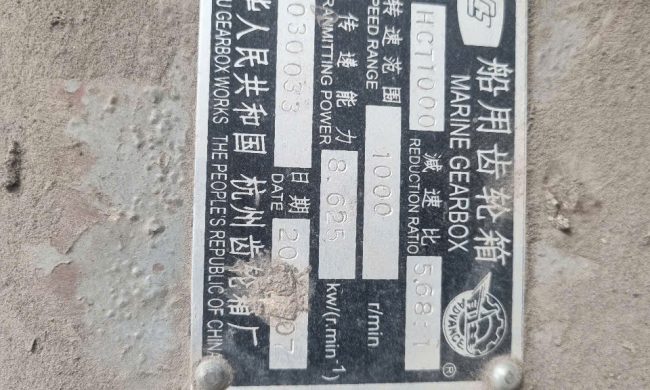 船用齿轮箱
MARINE GEARBOX
ADVANCE ®
HCT1000 减速比 5.68:1
REDUCTION RATIO
转速范围 1000 r/min
SPEED RANGE
传递能力 8.625 kw/(r.min⁻¹)
TRANMITTING POWER
030033 日期 20
DATE
华人民共和国 杭州齿轮箱厂
GEARBOX WORKS THE PEOPLE'S REPUBLIC OF CHINA